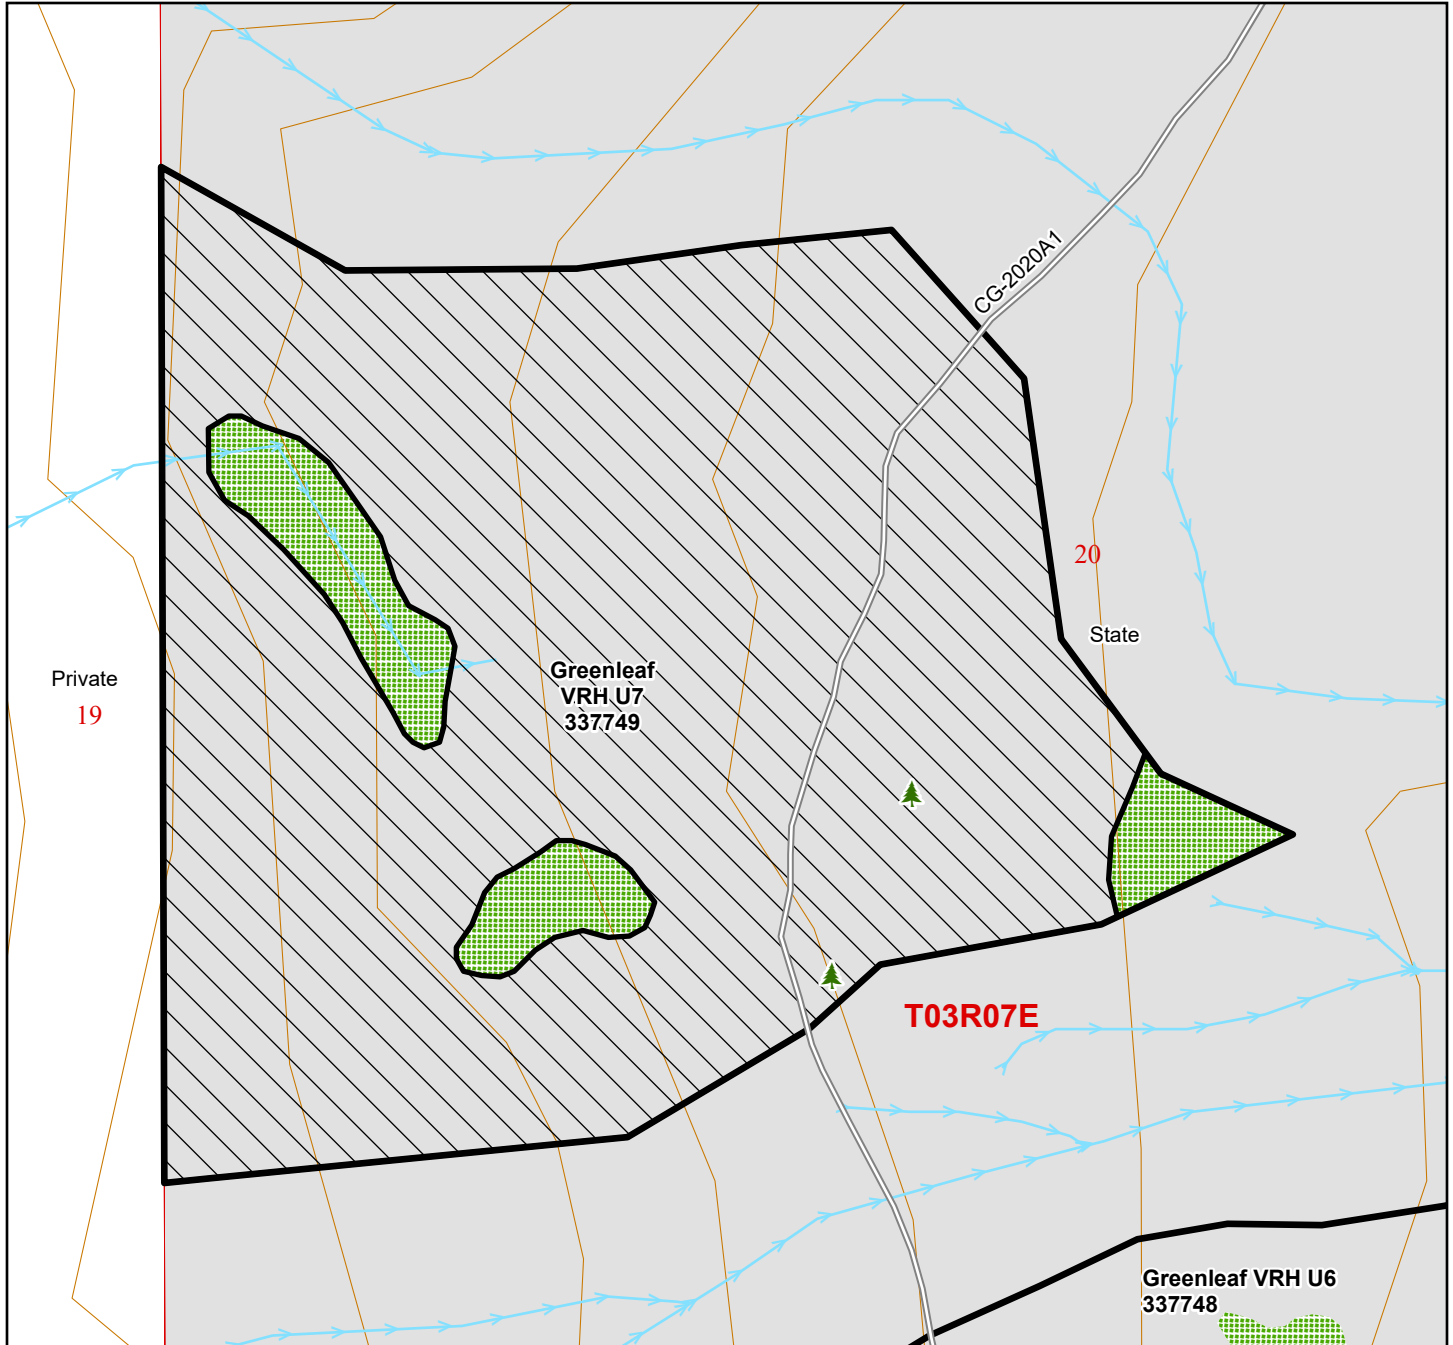 CG-2020A1
20
State
Greenleaf
VRH U7
337749
Private
19
T03R07E
Greenleaf VRH U6
337748